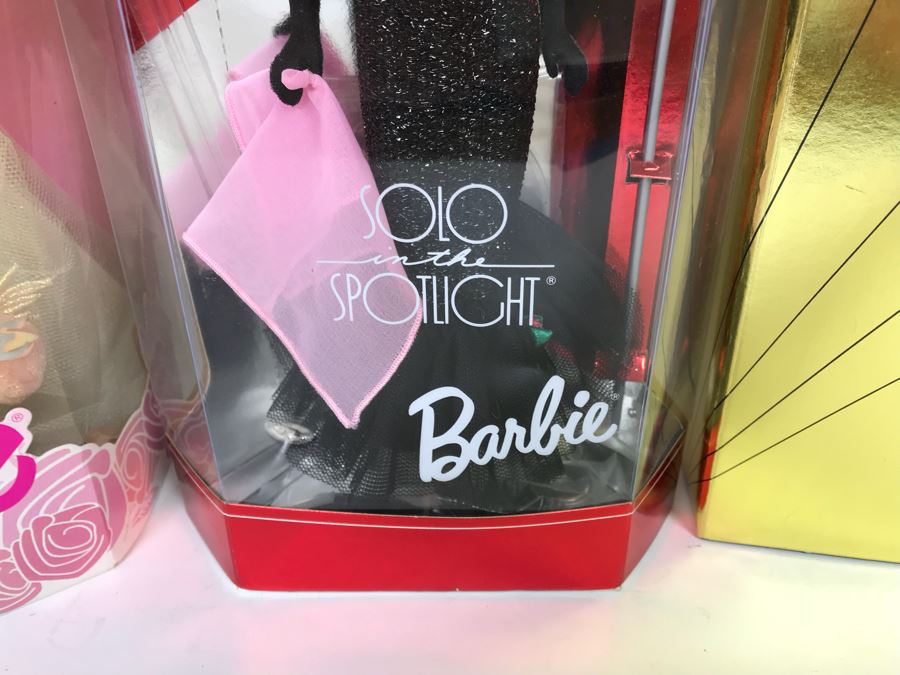 SOLO
in the
SPOTLIGHT®
Barbie®
®